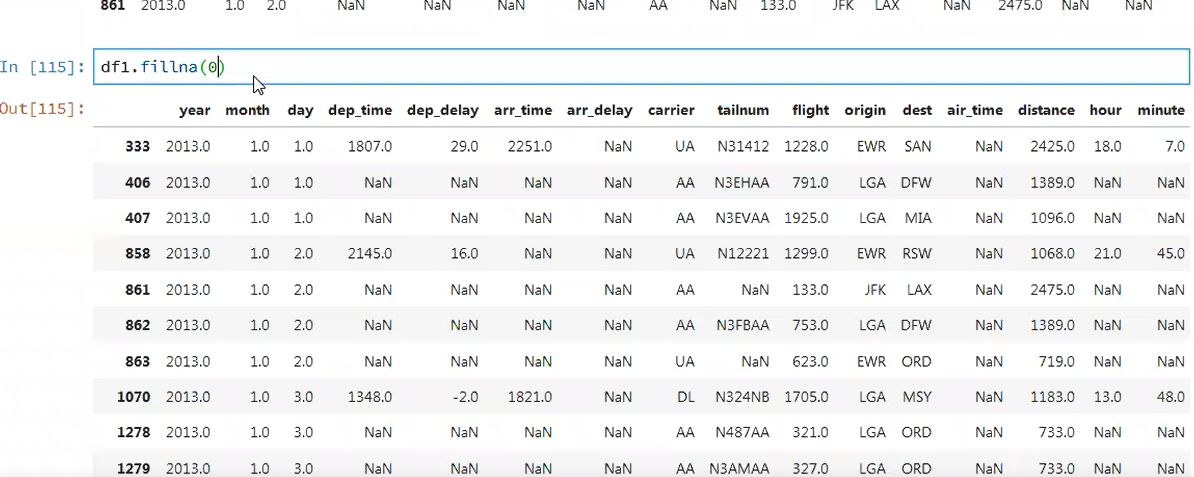 861 2013.0 1.0 2.0 NaN NaN NaN NaN AA NaN 133.0 JFK LAX NaN 2475.0 NaN NaN
In [115]: df1.fillna(0)
Out[115]:
year month day dep_time dep_delay arr_time arr_delay carrier tailnum flight origin dest air_time distance hour minute
333 2013.0 1.0 1.0 1807.0 29.0 2251.0 NaN UA N31412 1228.0 EWR SAN NaN 2425.0 18.0 7.0
406 2013.0 1.0 1.0 NaN NaN NaN NaN AA N3EHAA 791.0 LGA DFW NaN 1389.0 NaN NaN
407 2013.0 1.0 1.0 NaN NaN NaN NaN AA N3EVAA 1925.0 LGA MIA NaN 1096.0 NaN NaN
858 2013.0 1.0 2.0 2145.0 16.0 NaN NaN UA N12221 1299.0 EWR RSW NaN 1068.0 21.0 45.0
861 2013.0 1.0 2.0 NaN NaN NaN NaN AA NaN 133.0 JFK LAX NaN 2475.0 NaN NaN
862 2013.0 1.0 2.0 NaN NaN NaN NaN AA N3FBAA 753.0 LGA DFW NaN 1389.0 NaN NaN
863 2013.0 1.0 2.0 NaN NaN NaN NaN UA NaN 623.0 EWR ORD NaN 719.0 NaN NaN
1070 2013.0 1.0 3.0 1348.0 -2.0 1821.0 NaN DL N324NB 1705.0 LGA MSY NaN 1183.0 13.0 48.0
1278 2013.0 1.0 3.0 NaN NaN NaN NaN AA N487AA 321.0 LGA ORD NaN 733.0 NaN NaN
1279 2013.0 1.0 3.0 NaN NaN NaN NaN AA N3AMAA 327.0 LGA ORD NaN 733.0 NaN NaN